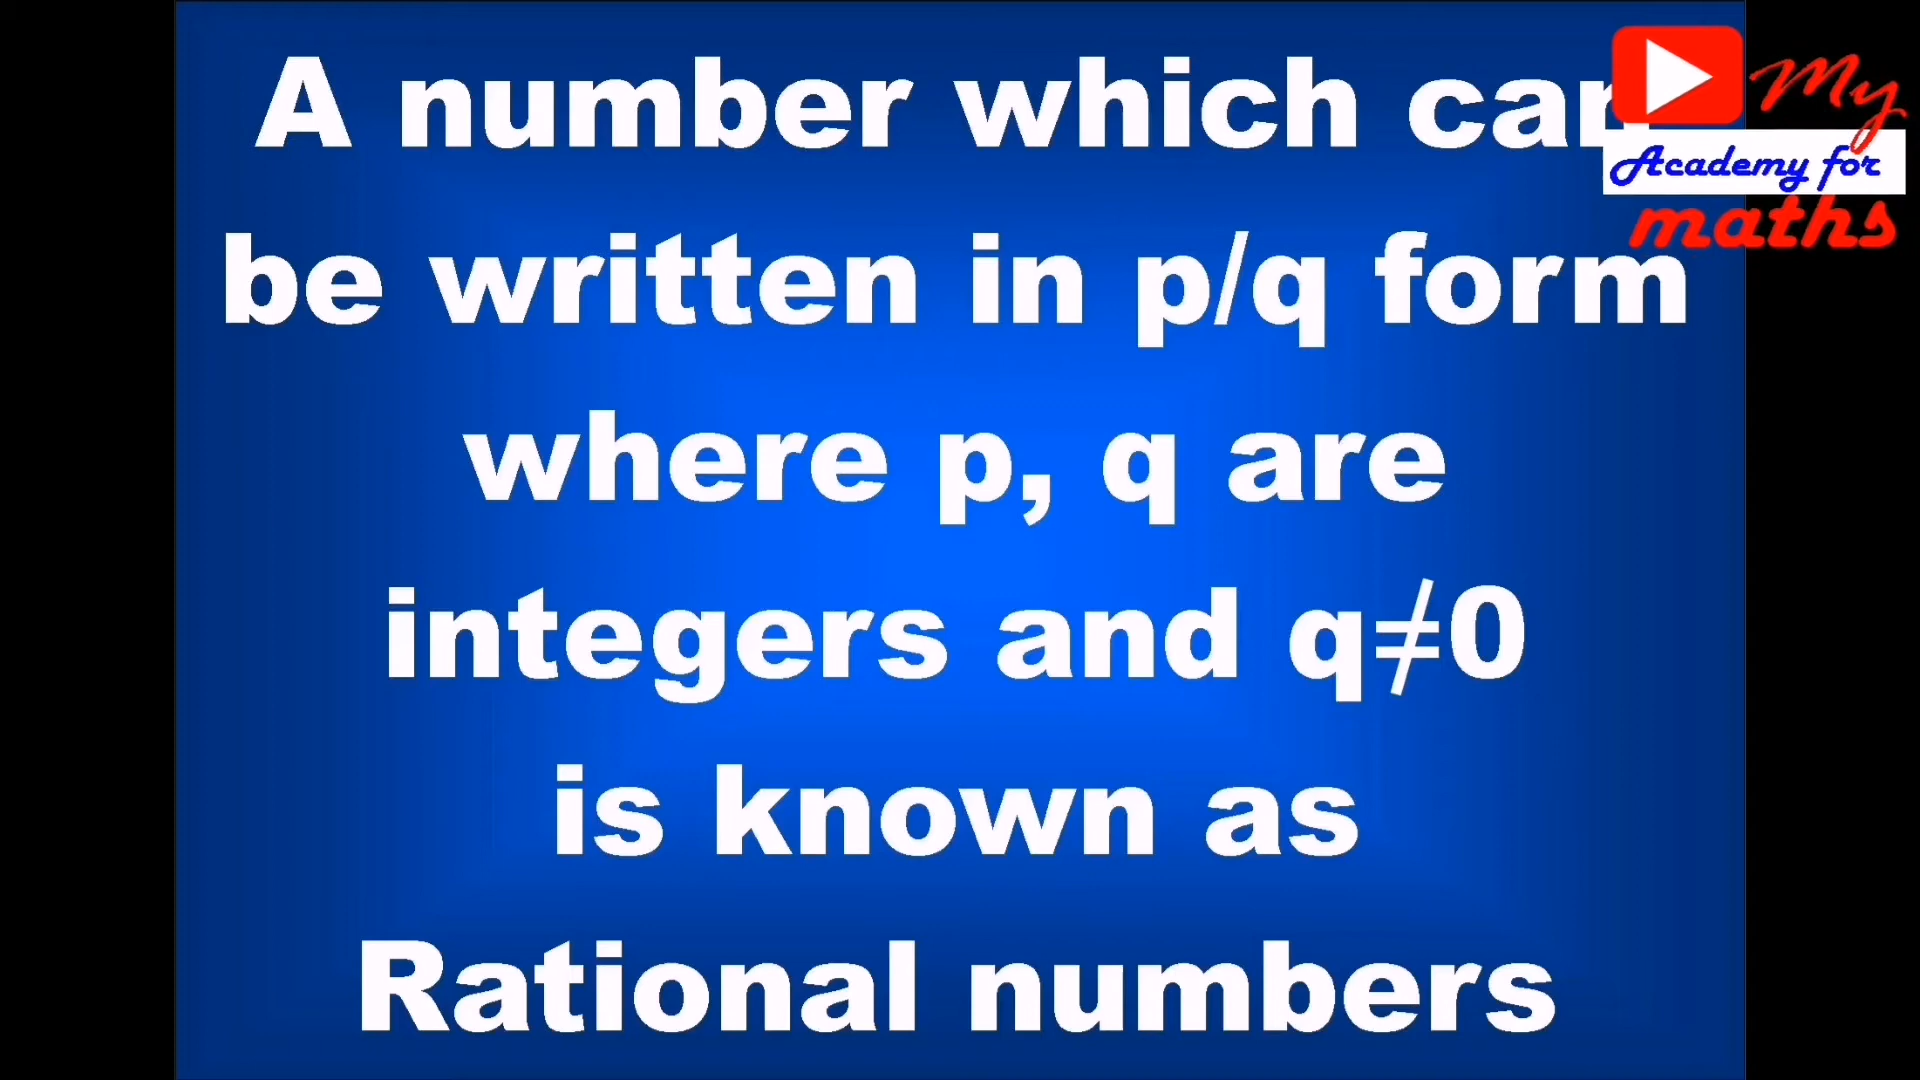 A number which can
be written in p/q form
where p, q are
integers and q≠0
is known as
Rational numbers
My
Academy for
maths